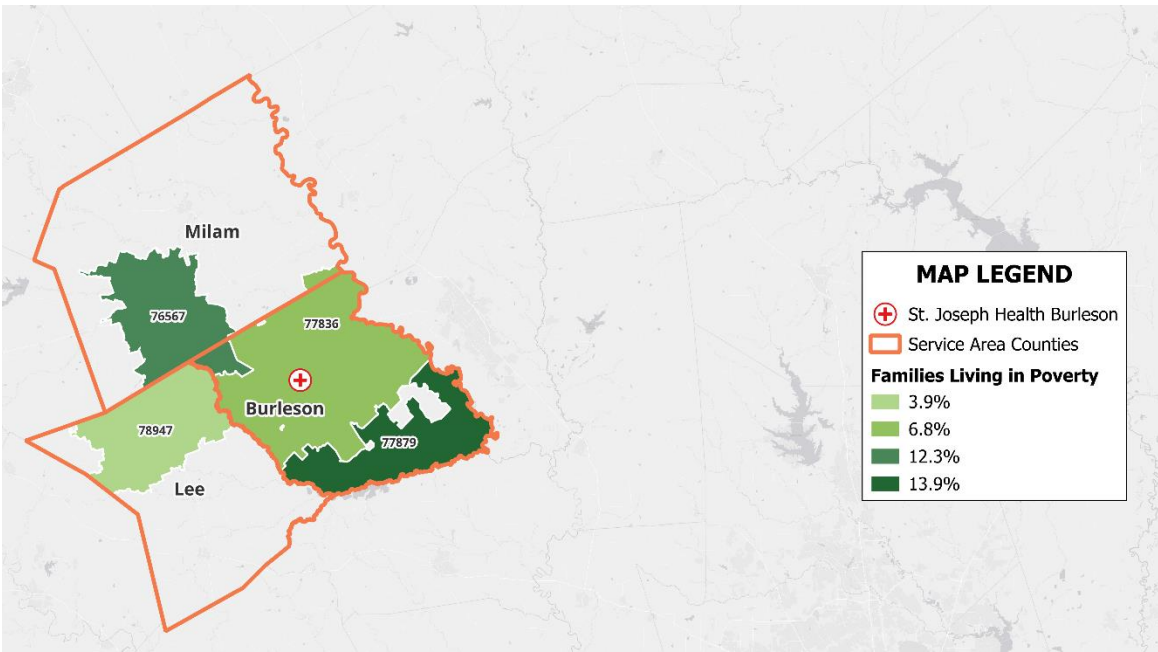 Milam
76567
77836
Burleson
78947
77879
Lee
MAP LEGEND
St. Joseph Health Burleson
Service Area Counties
Families Living in Poverty
3.9%
6.8%
12.3%
13.9%